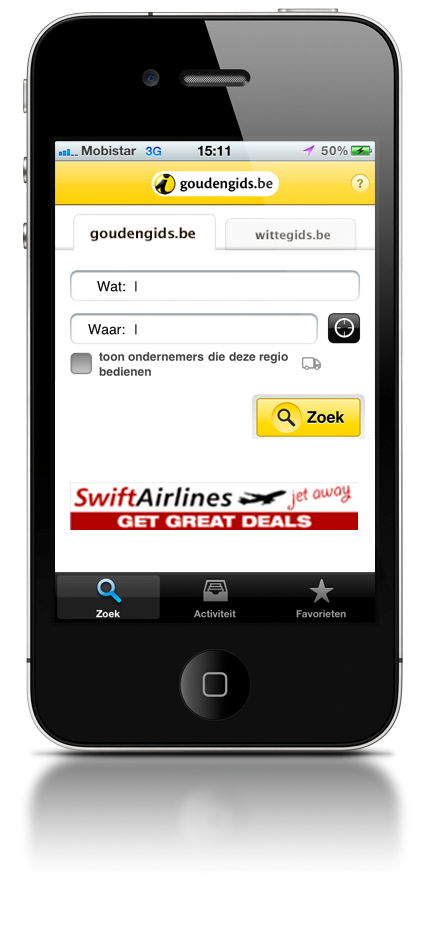 Mobistar 3G 15:11 50%
goudengids.be ?
goudengids.be wittegids.be
Wat:
Waar:
toon ondernemers die deze regio
bedienen
Zoek
SwiftAirlines jet away
GET GREAT DEALS
Zoek Activiteit Favorieten